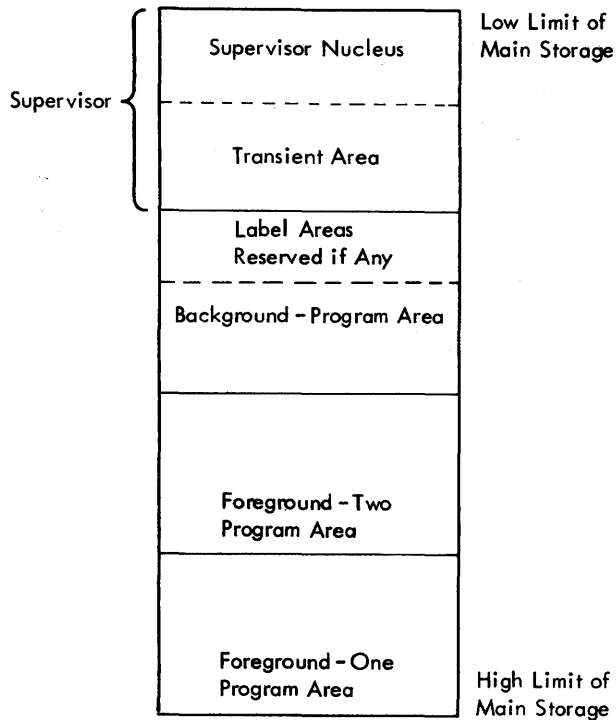 Low Limit of
Main Storage
Supervisor Nucleus
Supervisor
Transient Area
Label Areas
Reserved if Any
Background - Program Area
Foreground - Two
Program Area
Foreground - One
Program Area
High Limit of
Main Storage